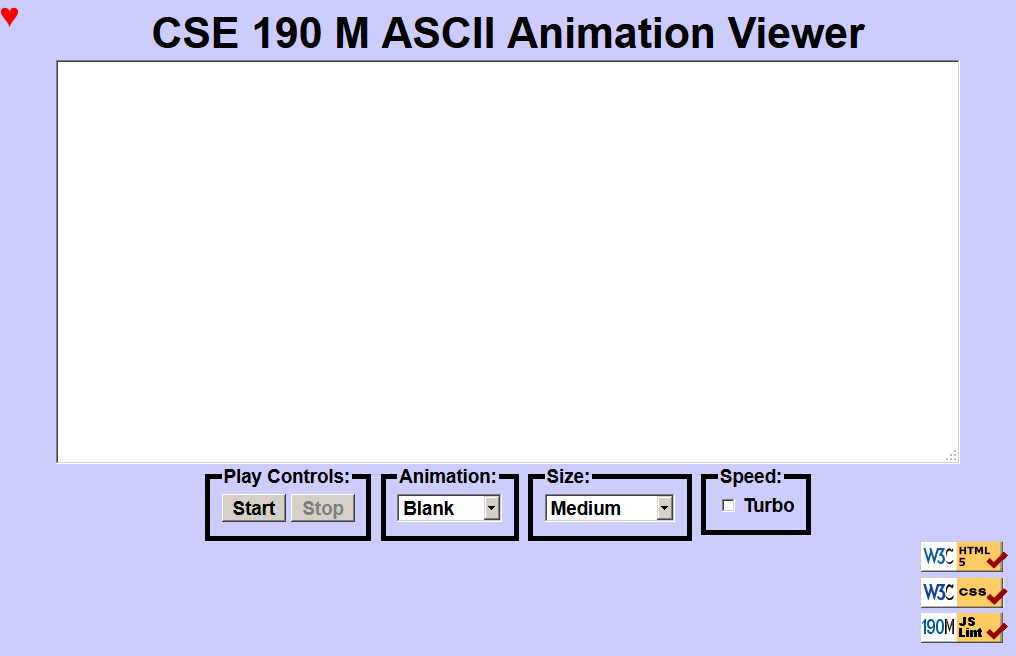 CSE 190 M ASCII Animation Viewer
Play Controls: Animation: Size: Speed:
Start Stop Blank Medium Turbo
W3C HTML 5
W3C css
190M JS Lint